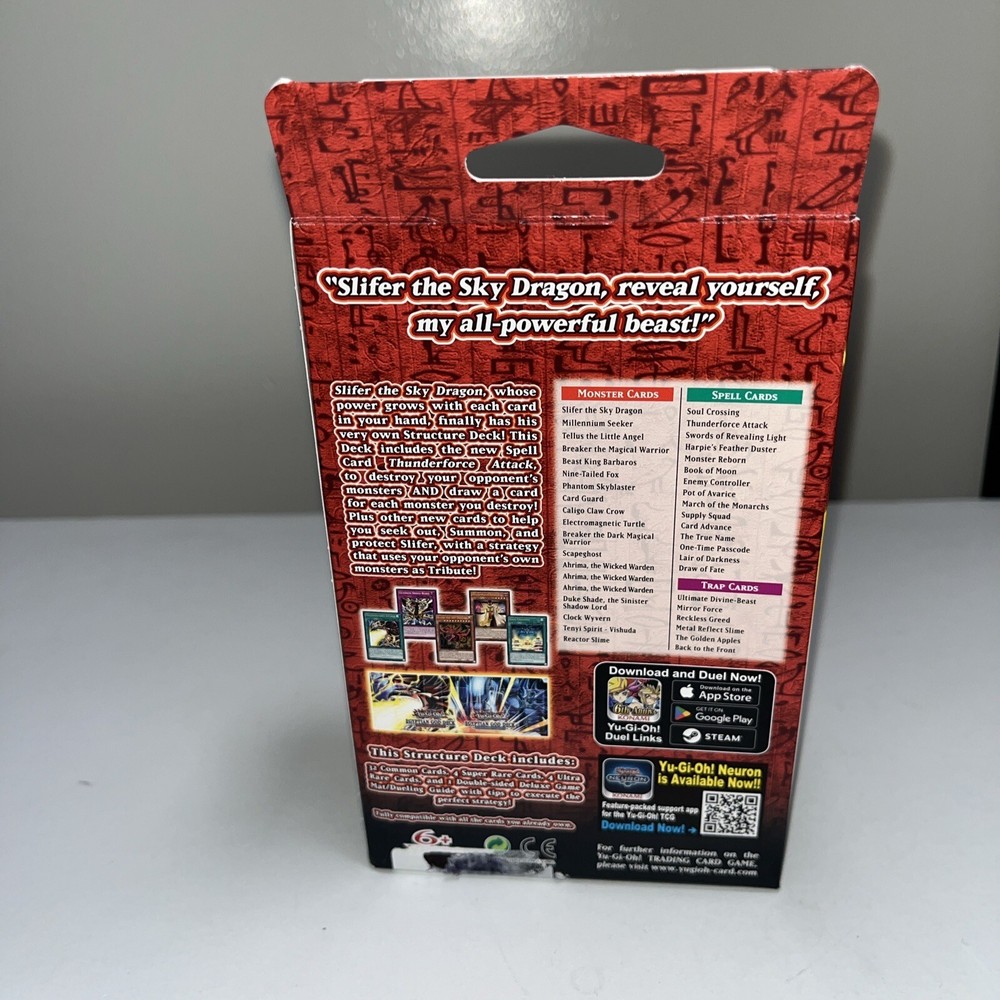 "Slifer the Sky Dragon, reveal yourself,
my all-powerful beast!"
Slifer the Sky Dragon, whose
power grows with each card
in your hand, finally has his
very own Structure Deck! This
Deck includes the new Spell
Card Thunderforce Attack,
to destroy your opponent's
monsters AND draw a card
for each monster you destroy!
Plus other new cards to help
you seek out, Summon, and
protect Slifer, with a strategy
that uses your opponent's own
monsters as Tribute!
MONSTER CARDS
Slifer the Sky Dragon
Millennium Seeker
Tellus the Little Angel
Breaker the Magical Warrior
Beast King Barbaros
Nine-Tailed Fox
Phantom Skyblaster
Card Guard
Caligo Claw Crow
Electromagnetic Turtle
Breaker the Dark Magical
Warrior
Scapeghost
Ahrima, the Wicked Warden
Ahrima, the Wicked Warden
Ahrima, the Wicked Warden
Duke Shade, the Sinister
Shadow Lord
Clock Wyvern
Tenyi Spirit - Vishuda
Reactor Slime
SPELL CARDS
Soul Crossing
Thunderforce Attack
Swords of Revealing Light
Harpie's Feather Duster
Monster Reborn
Book of Moon
Enemy Controller
Pot of Avarice
March of the Monarchs
Supply Squad
Card Advance
The True Name
One-Time Passcode
Lair of Darkness
Draw of Fate
TRAP CARDS
Ultimate Divine-Beast
Mirror Force
Reckless Greed
Metal Reflect Slime
The Golden Apples
Back to the Front
This Structure Deck includes:
32 Common Cards, 4 Super Rare Cards, 4 Ultra
Rare Cards, and 1 Double-sided Deluxe Game
Mat/Dueling Guide with tips to execute the
perfect strategy!
Fully compatible with all the cards you already own.
6+
CE
Download and Duel Now!
6th Anniv.
KONAMI
Yu-Gi-Oh!
Duel Links
Download on the
App Store
GET IT ON
Google Play
STEAM
NEURON
KONAMI
Yu-Gi-Oh! Neuron
is Available Now!!
Feature-packed support app
for the Yu-Gi-Oh! TCG
Download Now! →
For further information on the
Yu-Gi-Oh! TRADING CARD GAME,
please visit www.yugioh-card.com